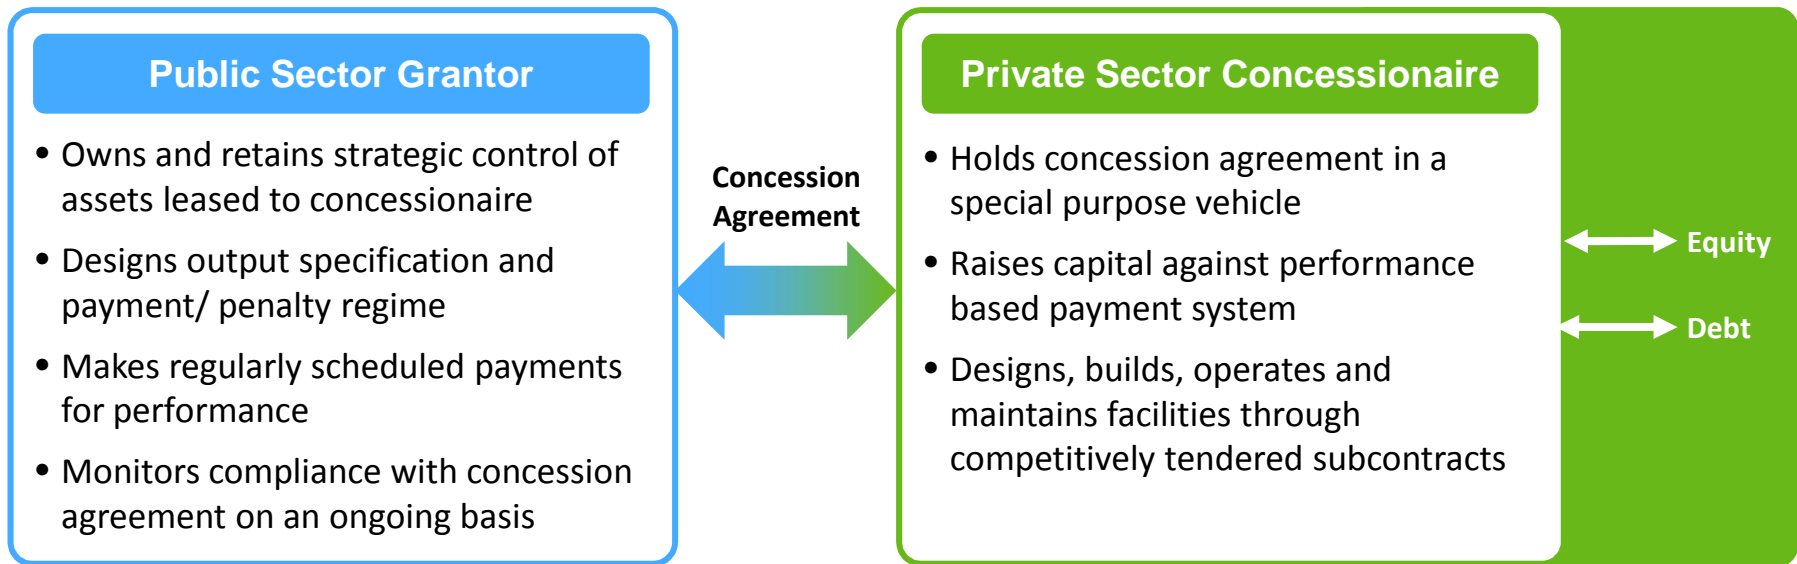 Public Sector Grantor
• Owns and retains strategic control of
assets leased to concessionaire
• Designs output specification and
payment/ penalty regime
• Makes regularly scheduled payments
for performance
• Monitors compliance with concession
agreement on an ongoing basis
Concession
Agreement
Private Sector Concessionaire
• Holds concession agreement in a
special purpose vehicle
• Raises capital against performance
based payment system
• Designs, builds, operates and
maintains facilities through
competitively tendered subcontracts
Equity
Debt